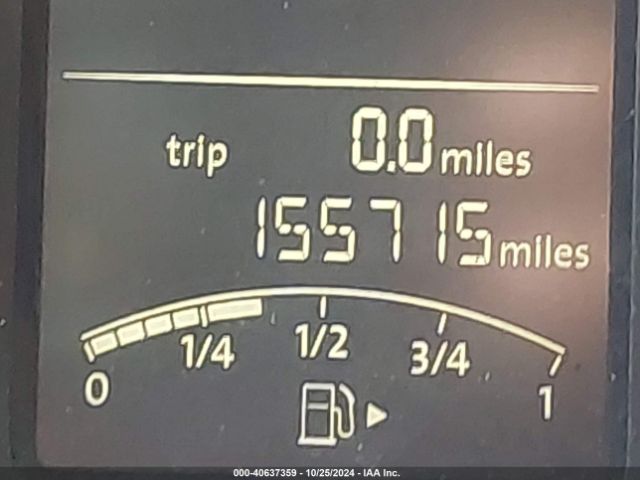 trip 0.0 miles
155715 miles
0 1/4 1/2 3/4 1
000-40637359 - 10/25/2024 - IAA Inc.